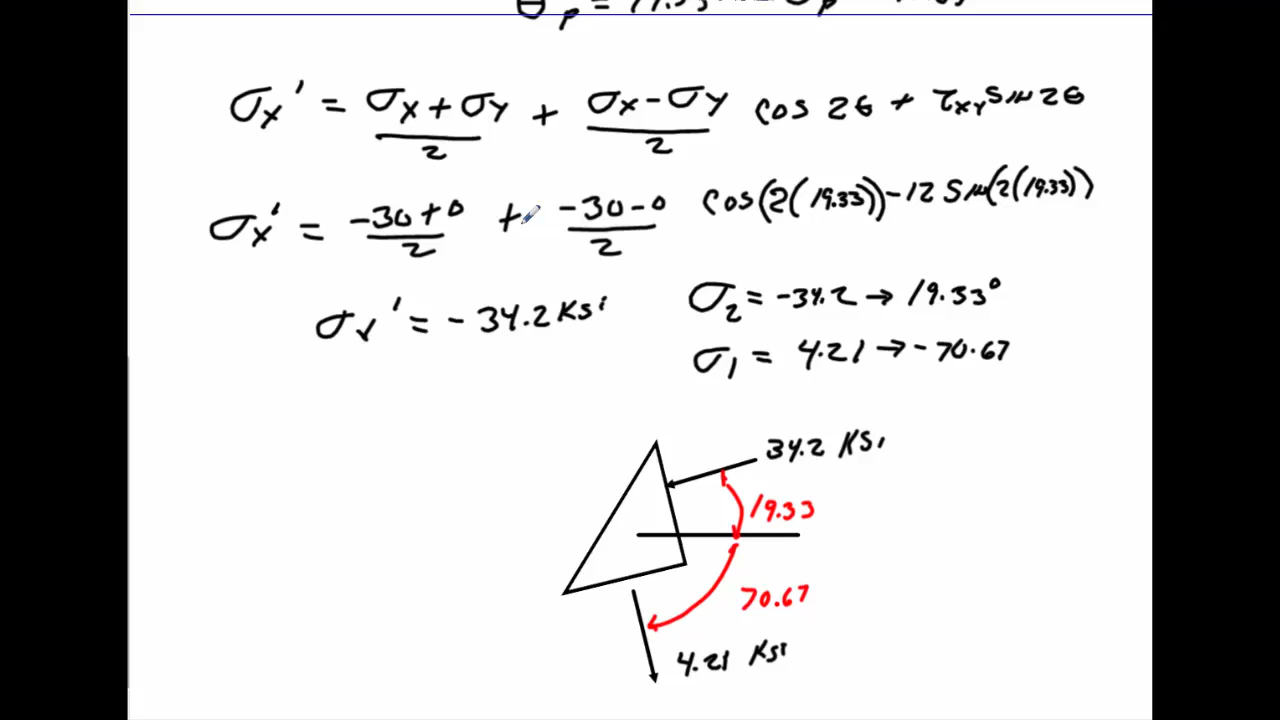 σx' = σx + σy / 2 + σx - σy / 2 cos 2θ + τxy sin 2θ
σx' = -30 + 0 / 2 + -30 - 0 / 2 cos(2(19.33)) - 12 sin(2(19.33))
σx' = -34.2 ksi
σ2 = -34.2 → 19.33°
σ1 = 4.21 → -70.67
34.2 ksi
19.33
70.67
4.21 ksi